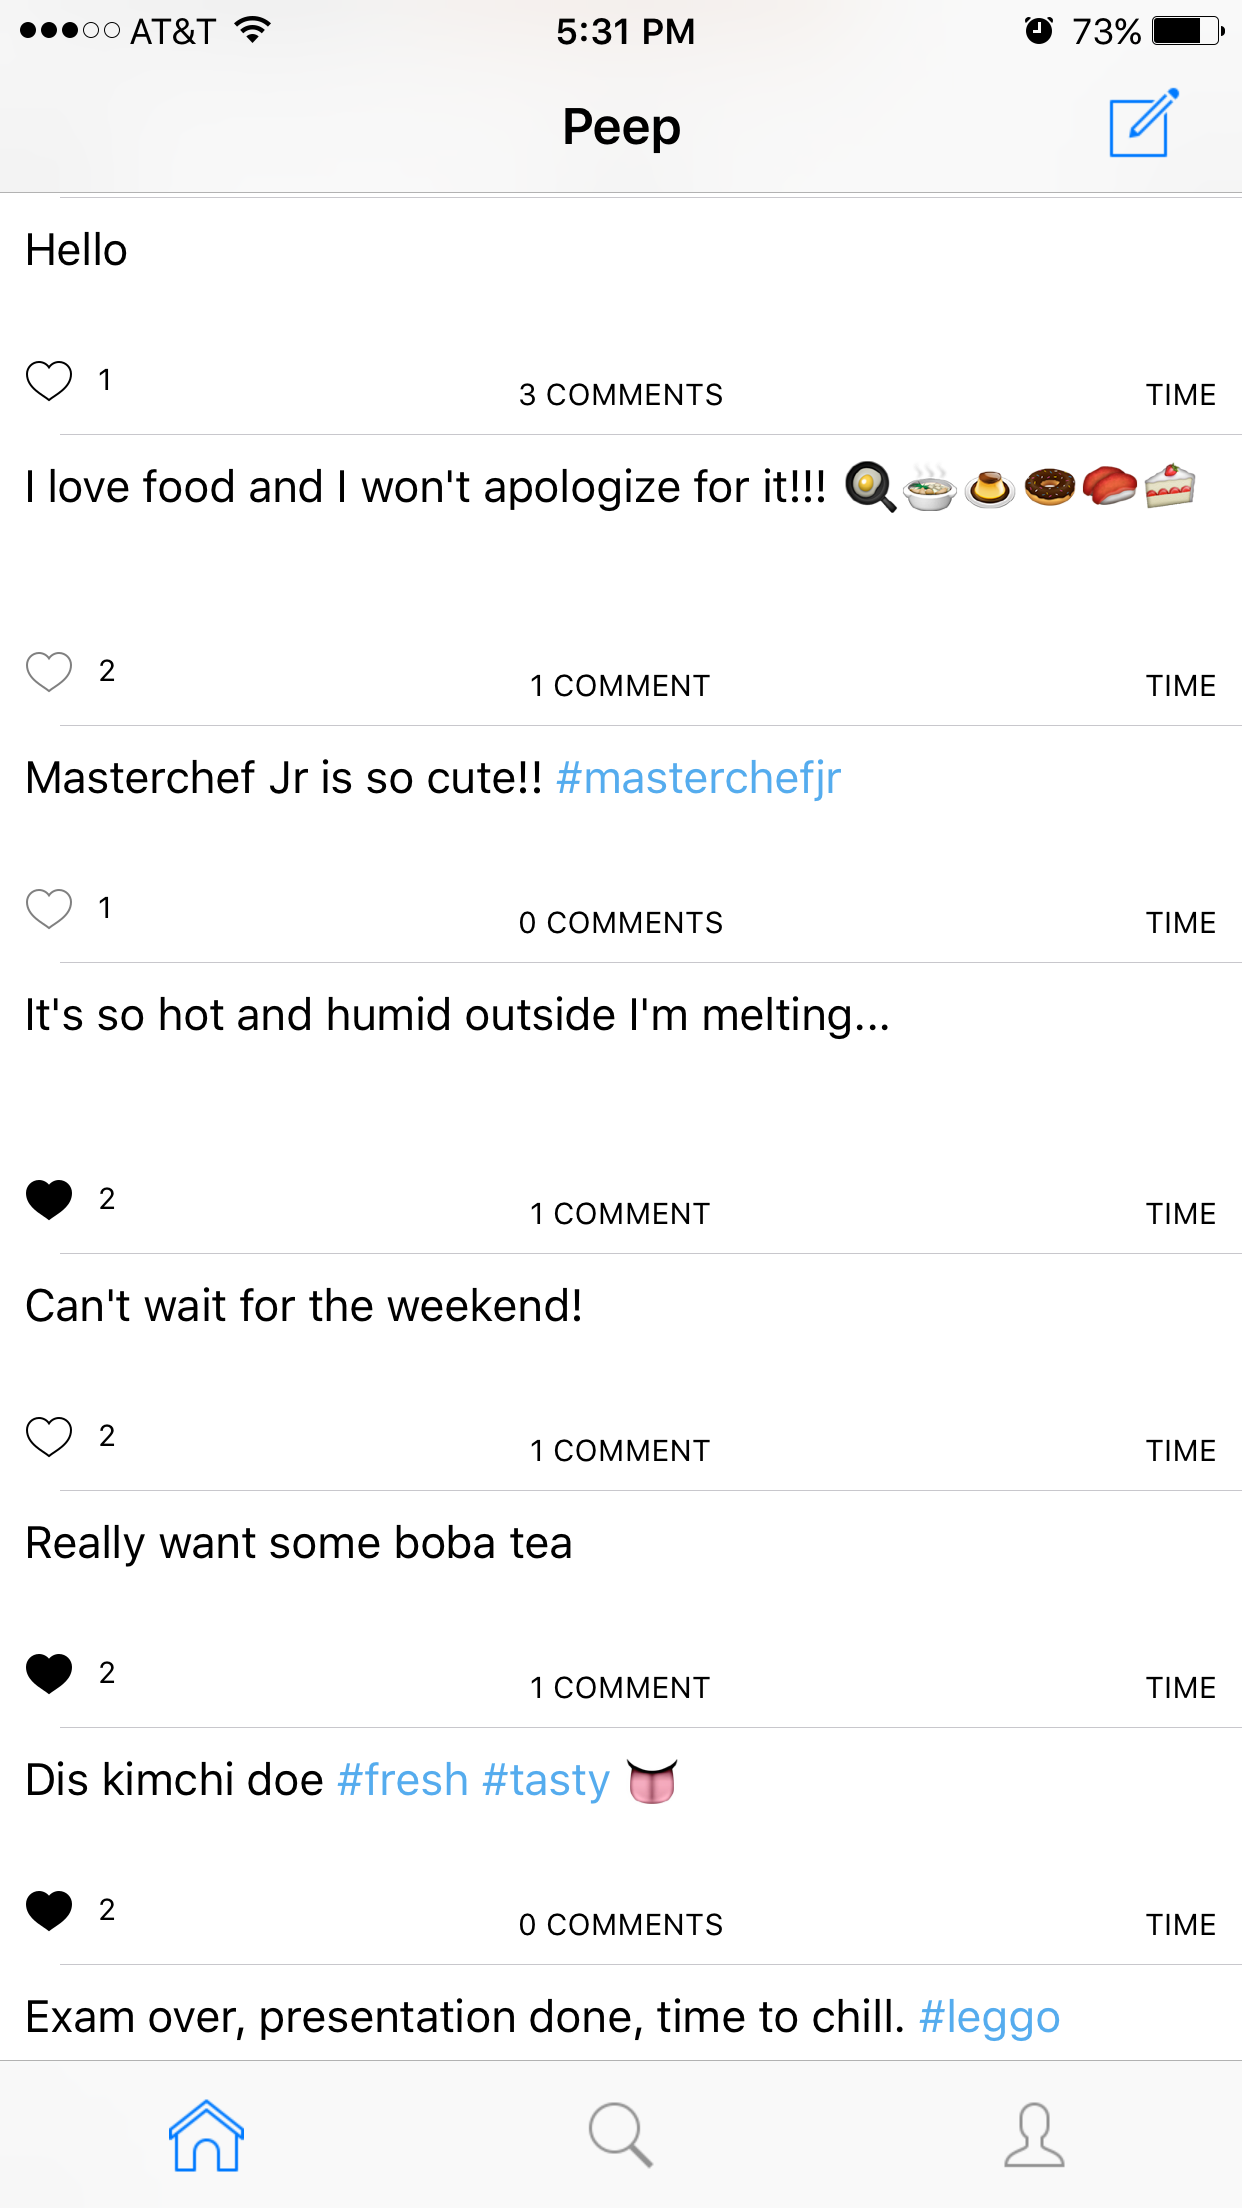 AT&T 5:31 PM 73%
Peep
Hello
1 3 COMMENTS TIME
I love food and I won't apologize for it!!! 🍳🍲🍮🍩🍣🍰
2 1 COMMENT TIME
Masterchef Jr is so cute!! #masterchefjr
1 0 COMMENTS TIME
It's so hot and humid outside I'm melting...
2 1 COMMENT TIME
Can't wait for the weekend!
2 1 COMMENT TIME
Really want some boba tea
2 1 COMMENT TIME
Dis kimchi doe #fresh #tasty 👅
2 0 COMMENTS TIME
Exam over, presentation done, time to chill. #leggo